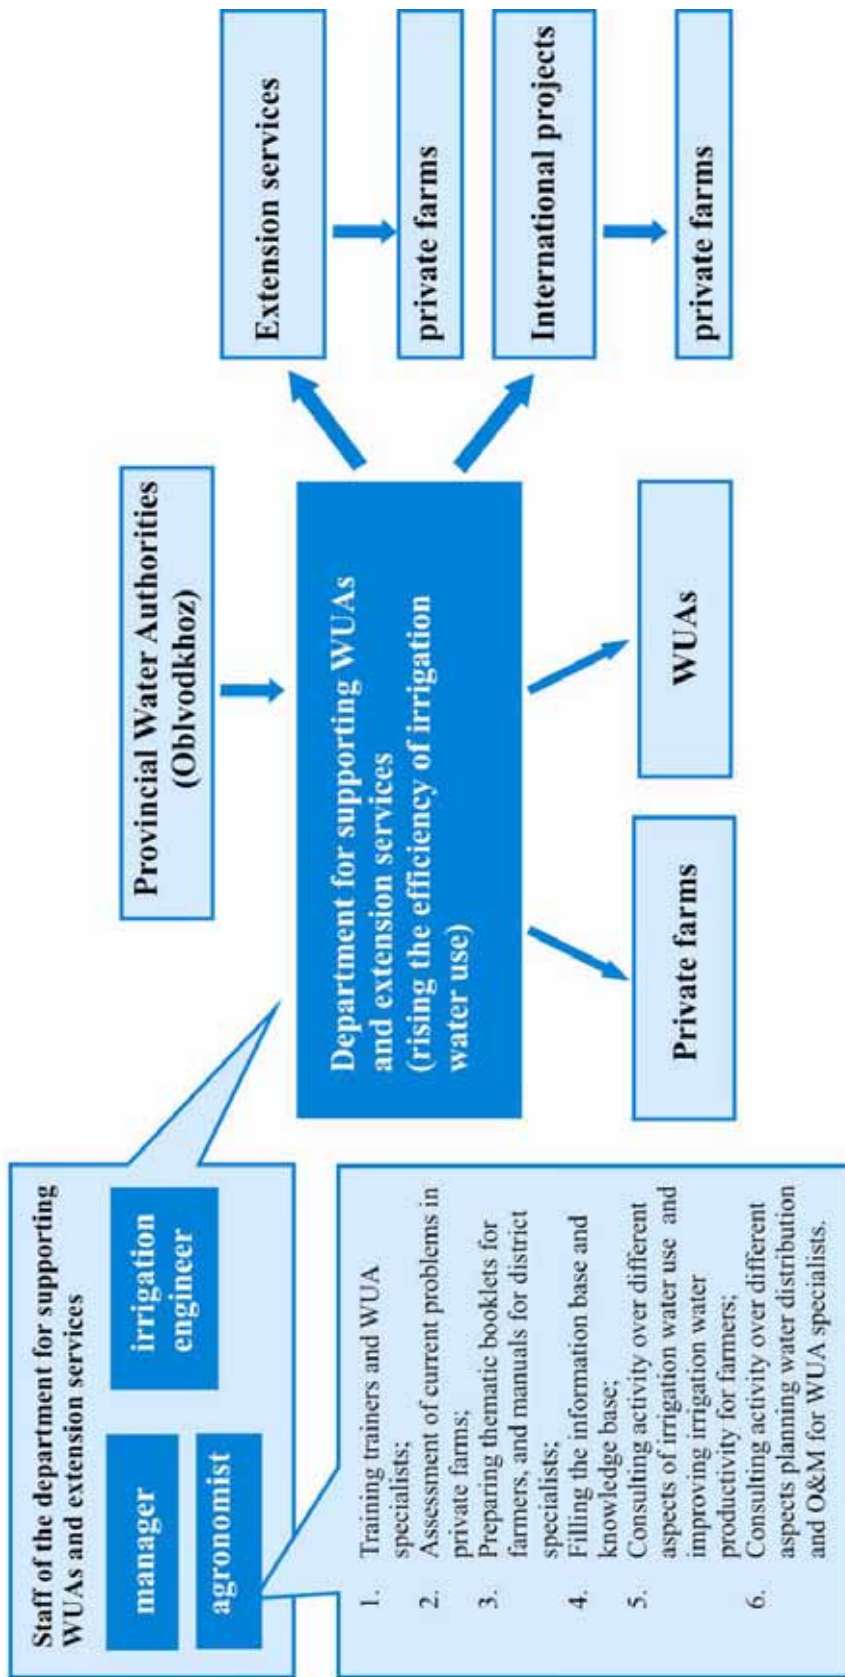 Staff of the department for supporting
WUAs and extension services
manager
irrigation
engineer
agronomist
1. Training trainers and WUA
specialists;
2. Assessment of current problems in
private farms;
3. Preparing thematic booklets for
farmers, and manuals for district
specialists;
4. Filling the information base and
knowledge base;
5. Consulting activity over different
aspects of irrigation water use and
improving irrigation water
productivity for farmers;
6. Consulting activity over different
aspects planning water distribution
and O&M for WUA specialists.
Provincial Water Authorities
(Oblvodkhoz)
Department for supporting WUAs
and extension services
(rising the efficiency of irrigation
water use)
Private farms
WUAs
Extension services
private farms
International projects
private farms